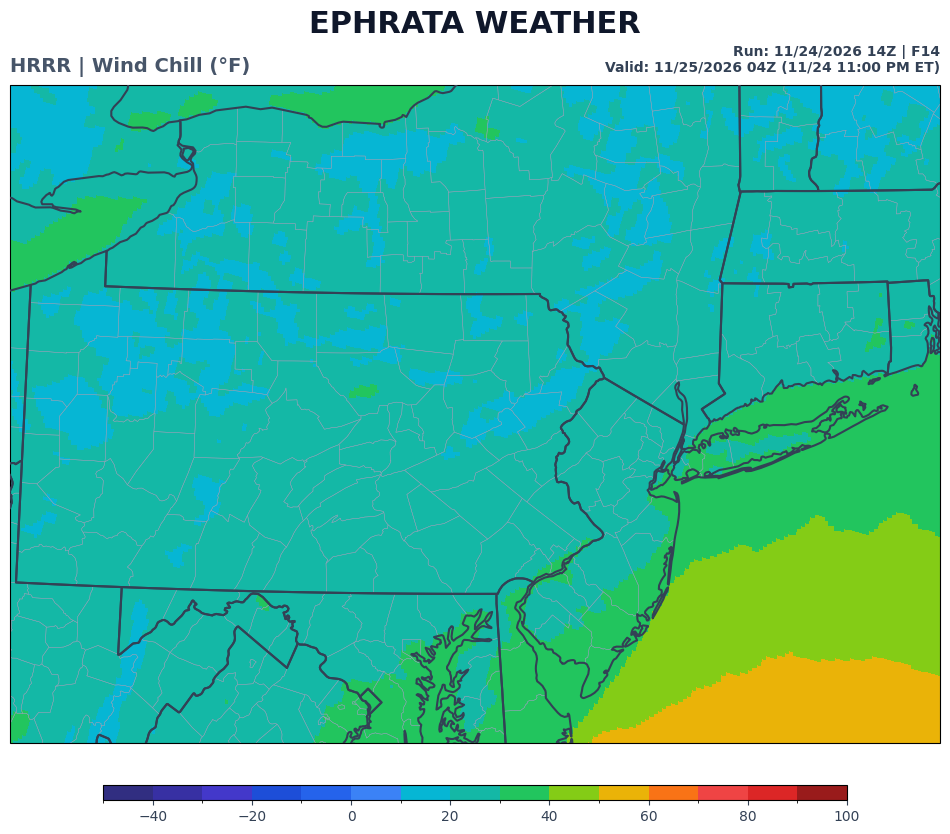 EPHRATA WEATHER
HRRR | Wind Chill (°F)
Run: 11/24/2026 14Z | F14
Valid: 11/25/2026 04Z (11/24 11:00 PM ET)
−40 −20 0 20 40 60 80 100